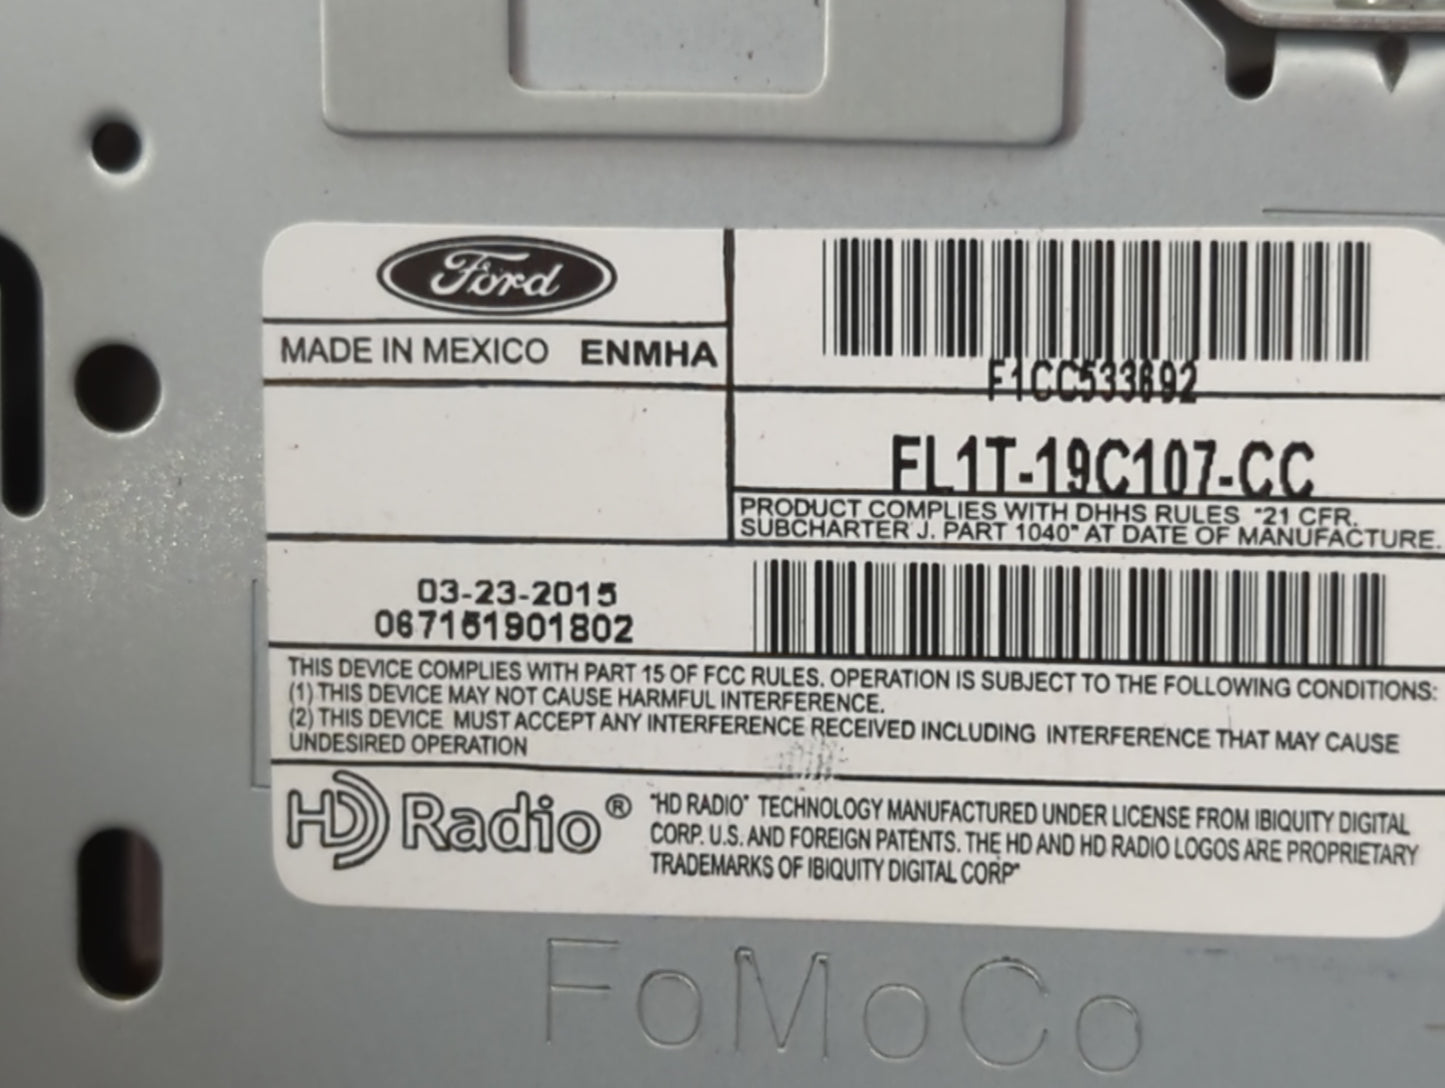 Ford
MADE IN MEXICO ENMHA
F1CC533692
FL1T-19C107-CC
PRODUCT COMPLIES WITH DHHS RULES "21 CFR.
SUBCHARTER J. PART 1040" AT DATE OF MANUFACTURE.
03-23-2015
067151901802
THIS DEVICE COMPLIES WITH PART 15 OF FCC RULES. OPERATION IS SUBJECT TO THE FOLLOWING CONDITIONS:
(1) THIS DEVICE MAY NOT CAUSE HARMFUL INTERFERENCE.
(2) THIS DEVICE MUST ACCEPT ANY INTERFERENCE RECEIVED INCLUDING INTERFERENCE THAT MAY CAUSE
UNDESIRED OPERATION
HD Radio®
"HD RADIO" TECHNOLOGY MANUFACTURED UNDER LICENSE FROM IBIQUITY DIGITAL
CORP. U.S. AND FOREIGN PATENTS. THE HD AND HD RADIO LOGOS ARE PROPRIETARY
TRADEMARKS OF IBIQUITY DIGITAL CORP"
FoMoCo